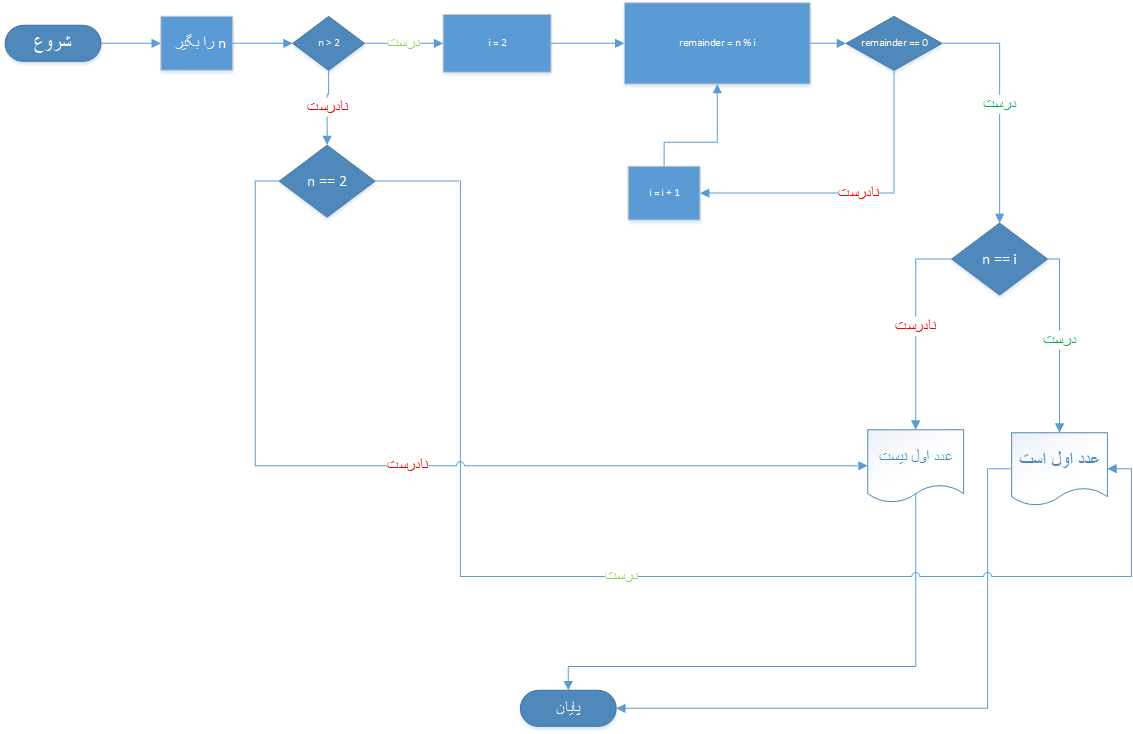 شروع
n را بگیر
n > 2
درست
i = 2
remainder = n % i
remainder == 0
نادرست
درست
n == 2
i = i + 1
نادرست
n == i
نادرست
درست
نادرست
عدد اول نیست
عدد اول است
درست
پایان